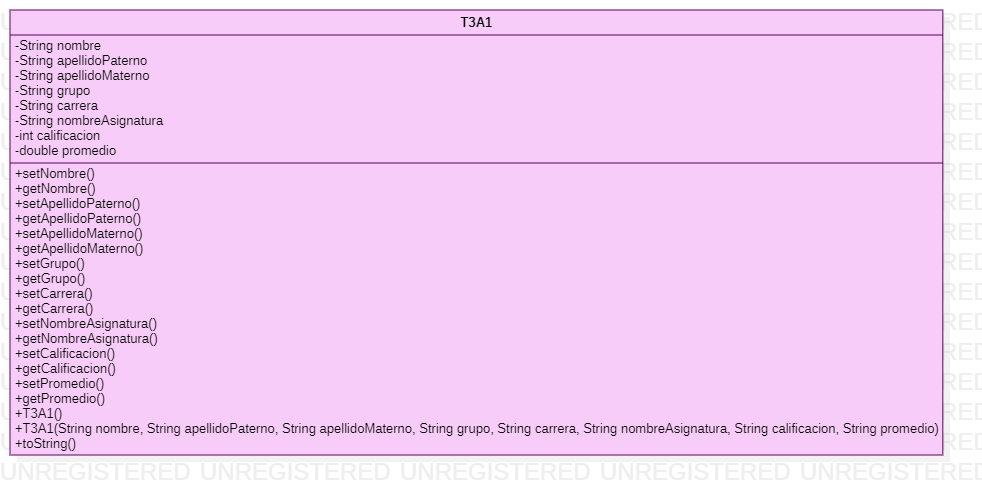 T3A1
-String nombre
-String apellidoPaterno
-String apellidoMaterno
-String grupo
-String carrera
-String nombreAsignatura
-int calificacion
-double promedio
+setNombre()
+getNombre()
+setApellidoPaterno()
+getApellidoPaterno()
+setApellidoMaterno()
+getApellidoMaterno()
+setGrupo()
+getGrupo()
+setCarrera()
+getCarrera()
+setNombreAsignatura()
+getNombreAsignatura()
+setCalificacion()
+getCalificacion()
+setPromedio()
+getPromedio()
+T3A1()
+T3A1(String nombre, String apellidoPaterno, String apellidoMaterno, String grupo, String carrera, String nombreAsignatura, String calificacion, String promedio)
+toString()
UNREGISTERED UNREGISTERED UNREGISTERED UNREGISTERED UNREGISTERED